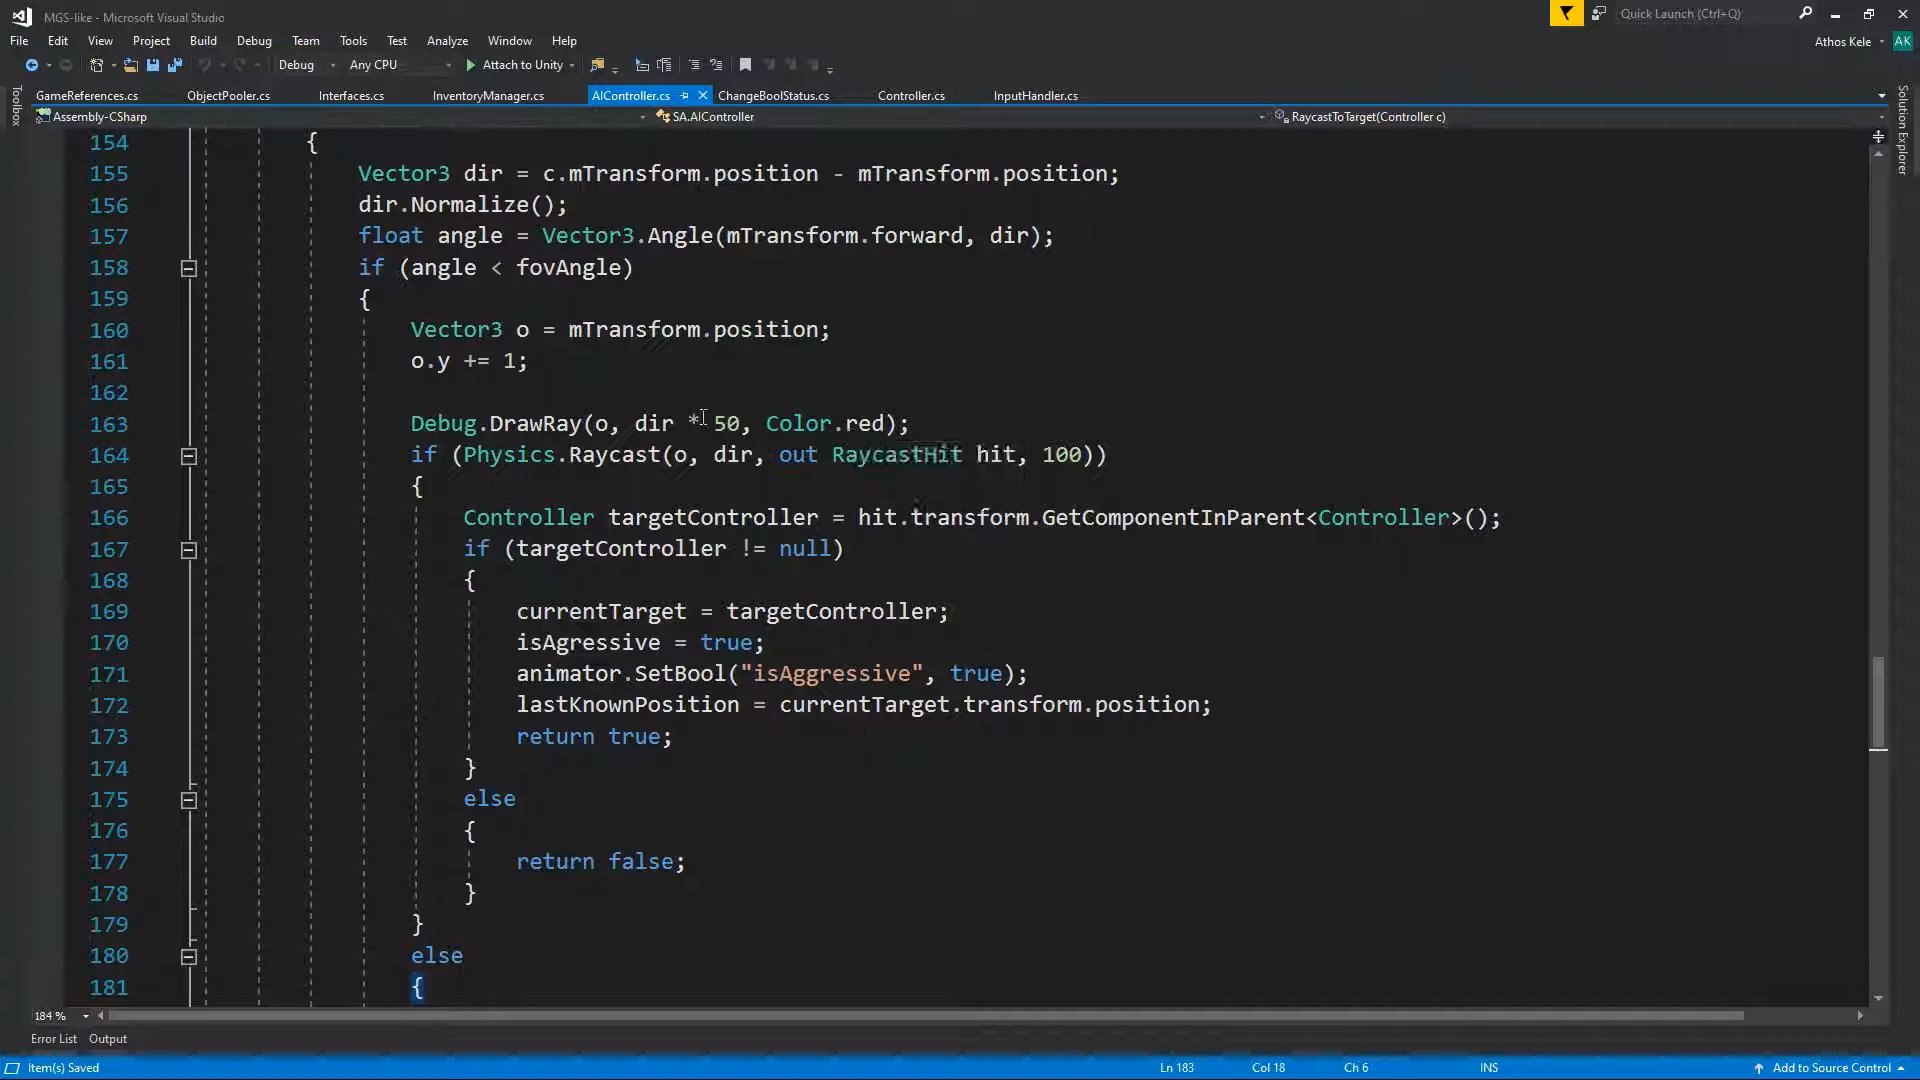 MGS-like - Microsoft Visual Studio
Quick Launch (Ctrl+Q)
File Edit View Project Build Debug Team Tools Test Analyze Window Help
Athos Kele AK
Debug Any CPU Attach to Unity
GameReferences.cs ObjectPooler.cs Interfaces.cs InventoryManager.cs AIController.cs ChangeBoolStatus.cs Controller.cs InputHandler.cs
Assembly-CSharp SA.AIController RaycastToTarget(Controller c)
Toolbox
Solution Explorer
154 {
155 Vector3 dir = c.mTransform.position - mTransform.position;
156 dir.Normalize();
157 float angle = Vector3.Angle(mTransform.forward, dir);
158 if (angle < fovAngle)
159 {
160 Vector3 o = mTransform.position;
161 o.y += 1;
162
163 Debug.DrawRay(o, dir * 50, Color.red);
164 if (Physics.Raycast(o, dir, out RaycastHit hit, 100))
165 {
166 Controller targetController = hit.transform.GetComponentInParent<Controller>();
167 if (targetController != null)
168 {
169 currentTarget = targetController;
170 isAgressive = true;
171 animator.SetBool("isAggressive", true);
172 lastKnownPosition = currentTarget.transform.position;
173 return true;
174 }
175 else
176 {
177 return false;
178 }
179 }
180 else
181 {
184 %
Error List Output
Item(s) Saved Ln 183 Col 18 Ch 6 INS Add to Source Control